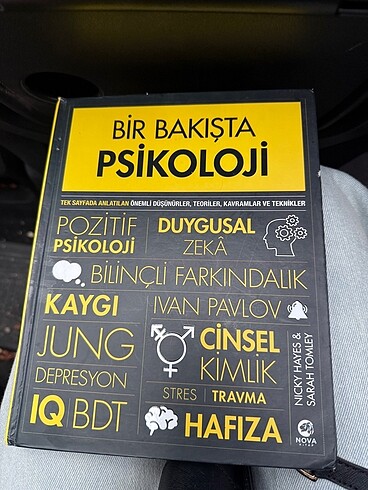 BİR BAKIŞTA
PSİKOLOJİ
TEK SAYFADA ANLATILAN ÖNEMLİ DÜŞÜNÜRLER, TEORİLER, KAVRAMLAR VE TEKNİKLER
POZİTİF
PSİKOLOJİ
DUYGUSAL
ZEKÂ
BİLİNÇLİ FARKINDALIK
KAYGI
IVAN PAVLOV
JUNG
CİNSEL
KİMLİK
DEPRESYON
STRES
TRAVMA
IQ BDT
HAFIZA
NICKY HAYES &
SARAH TOMLEY
NOVA
KİTAP